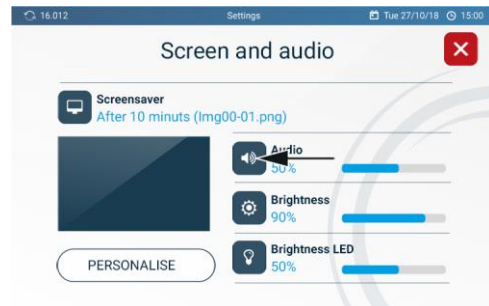 16.012 Settings Tue 27/10/18 15:00
Screen and audio
Screensaver
After 10 minuts (Img00-01.png)
Audio
50%
Brightness
90%
Brightness LED
50%
PERSONALISE